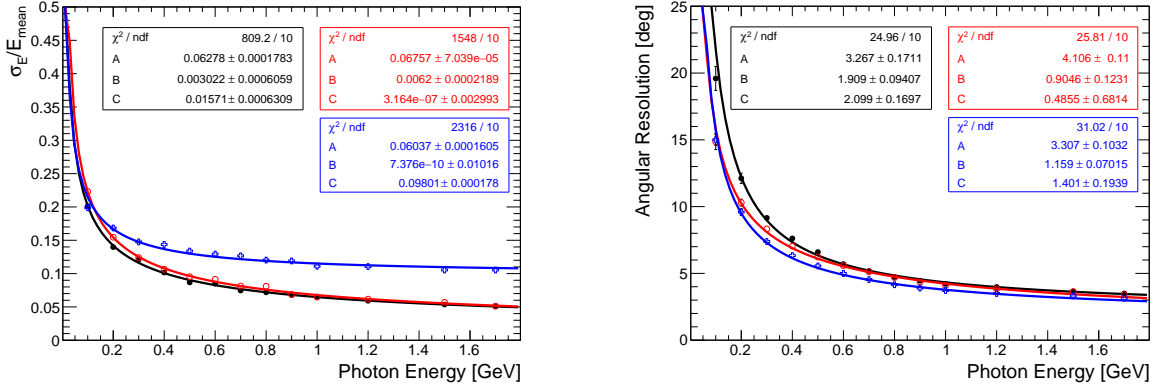 σ_E/E_mean
0.5
0.45
0.4
0.35
0.3
0.25
0.2
0.15
0.1
0.05
0
χ² / ndf 809.2 / 10
A 0.06278 ± 0.0001783
B 0.003022 ± 0.0006059
C 0.01571 ± 0.0006309
χ² / ndf 1548 / 10
A 0.06757 ± 7.039e−05
B 0.0062 ± 0.0002189
C 3.164e−07 ± 0.002993
χ² / ndf 2316 / 10
A 0.06037 ± 0.0001605
B 7.376e−10 ± 0.01016
C 0.09801 ± 0.000178
0.2 0.4 0.6 0.8 1 1.2 1.4 1.6
Photon Energy [GeV]
Angular Resolution [deg]
25
20
15
10
5
0
χ² / ndf 24.96 / 10
A 3.267 ± 0.1711
B 1.909 ± 0.09407
C 2.099 ± 0.1697
χ² / ndf 25.81 / 10
A 4.106 ± 0.11
B 0.9046 ± 0.1231
C 0.4855 ± 0.6814
χ² / ndf 31.02 / 10
A 3.307 ± 0.1032
B 1.159 ± 0.07015
C 1.401 ± 0.1939
0.2 0.4 0.6 0.8 1 1.2 1.4 1.6
Photon Energy [GeV]